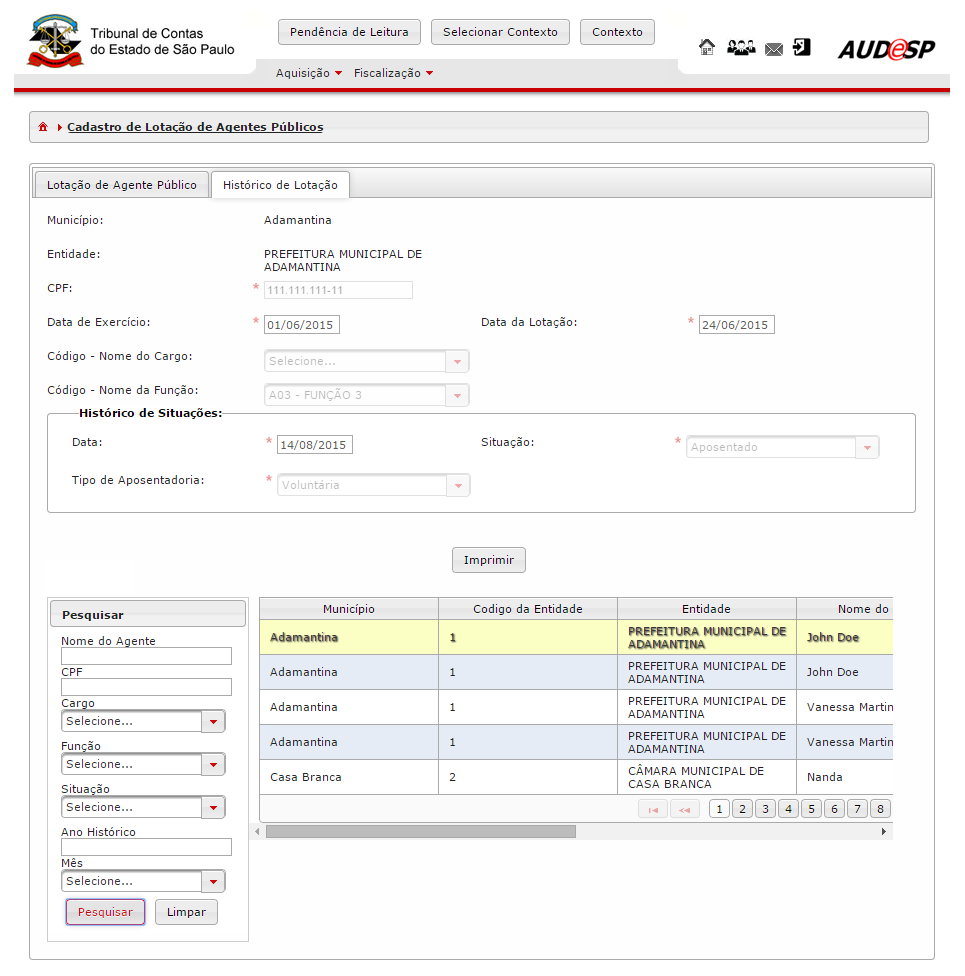 Tribunal de Contas
do Estado de São Paulo
Pendência de Leitura
Selecionar Contexto
Contexto
AUDeSP
Aquisição
Fiscalização
Cadastro de Lotação de Agentes Públicos
Lotação de Agente Público
Histórico de Lotação
Município:
Adamantina
Entidade:
PREFEITURA MUNICIPAL DE
ADAMANTINA
CPF:
* 111.111.111-11
Data de Exercício:
* 01/06/2015
Data da Lotação:
* 24/06/2015
Código - Nome do Cargo:
Selecione...
Código - Nome da Função:
A03 - FUNÇÃO 3
Histórico de Situações:
Data:
* 14/08/2015
Situação:
* Aposentado
Tipo de Aposentadoria:
* Voluntária
Imprimir
Pesquisar
Nome do Agente
CPF
Cargo
Selecione...
Função
Selecione...
Situação
Selecione...
Ano Histórico
Mês
Selecione...
Pesquisar
Limpar
Município Codigo da Entidade Entidade Nome do
Adamantina 1 PREFEITURA MUNICIPAL DE
ADAMANTINA John Doe
Adamantina 1 PREFEITURA MUNICIPAL DE
ADAMANTINA John Doe
Adamantina 1 PREFEITURA MUNICIPAL DE
ADAMANTINA Vanessa Martin
Adamantina 1 PREFEITURA MUNICIPAL DE
ADAMANTINA Vanessa Martin
Casa Branca 2 CÂMARA MUNICIPAL DE
CASA BRANCA Nanda
1 2 3 4 5 6 7 8